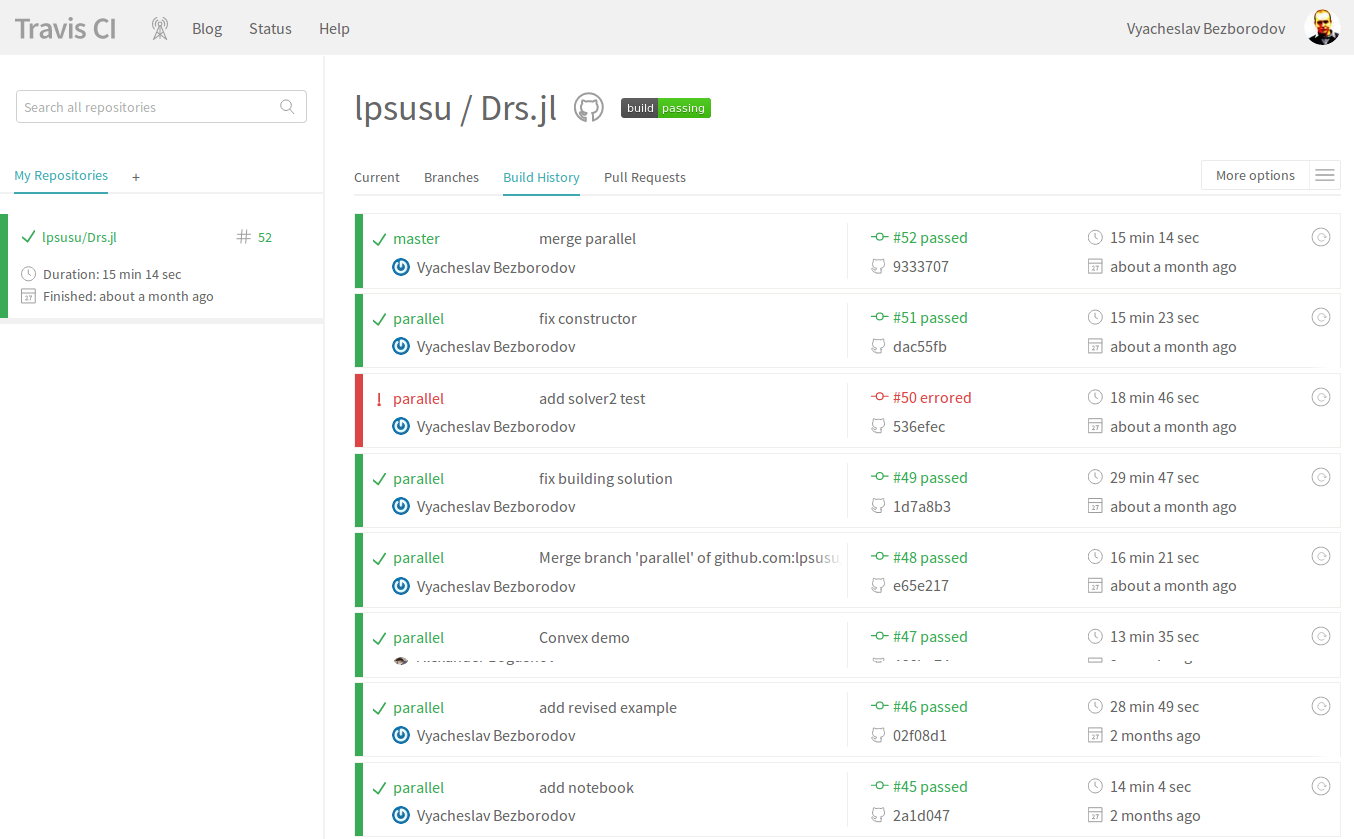 Travis CI Blog Status Help Vyacheslav Bezborodov
Search all repositories
My Repositories +
lpsusu/Drs.jl # 52
Duration: 15 min 14 sec
Finished: about a month ago
lpsusu / Drs.jl build passing
Current Branches Build History Pull Requests More options
master merge parallel #52 passed 15 min 14 sec
Vyacheslav Bezborodov 9333707 about a month ago
parallel fix constructor #51 passed 15 min 23 sec
Vyacheslav Bezborodov dac55fb about a month ago
! parallel add solver2 test #50 errored 18 min 46 sec
Vyacheslav Bezborodov 536efec about a month ago
parallel fix building solution #49 passed 29 min 47 sec
Vyacheslav Bezborodov 1d7a8b3 about a month ago
parallel Merge branch 'parallel' of github.com:lpsusu #48 passed 16 min 21 sec
Vyacheslav Bezborodov e65e217 about a month ago
parallel Convex demo #47 passed 13 min 35 sec
parallel add revised example #46 passed 28 min 49 sec
Vyacheslav Bezborodov 02f08d1 2 months ago
parallel add notebook #45 passed 14 min 4 sec
Vyacheslav Bezborodov 2a1d047 2 months ago